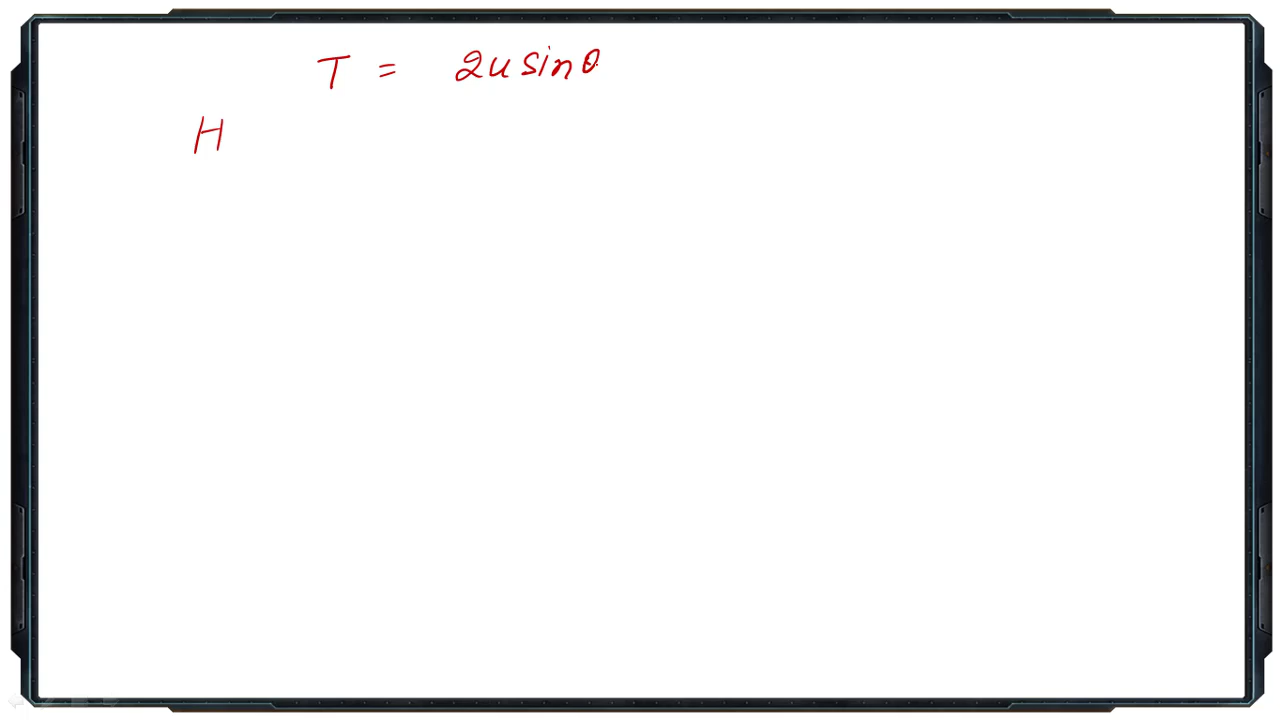 T = 2u sinθ
H